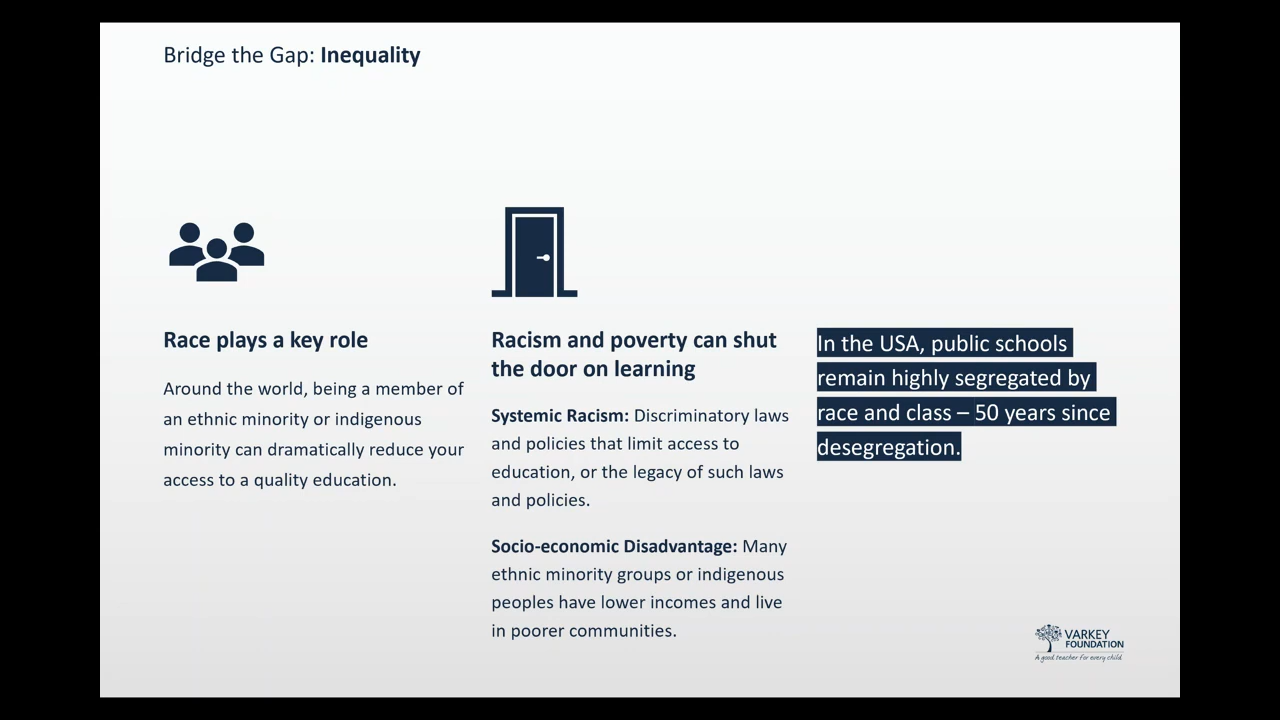 Bridge the Gap: Inequality
Race plays a key role
Around the world, being a member of
an ethnic minority or indigenous
minority can dramatically reduce your
access to a quality education.
Racism and poverty can shut
the door on learning
Systemic Racism: Discriminatory laws
and policies that limit access to
education, or the legacy of such laws
and policies.
Socio-economic Disadvantage: Many
ethnic minority groups or indigenous
peoples have lower incomes and live
in poorer communities.
In the USA, public schools
remain highly segregated by
race and class – 50 years since
desegregation.
VARKEY
FOUNDATION
A good teacher for every child